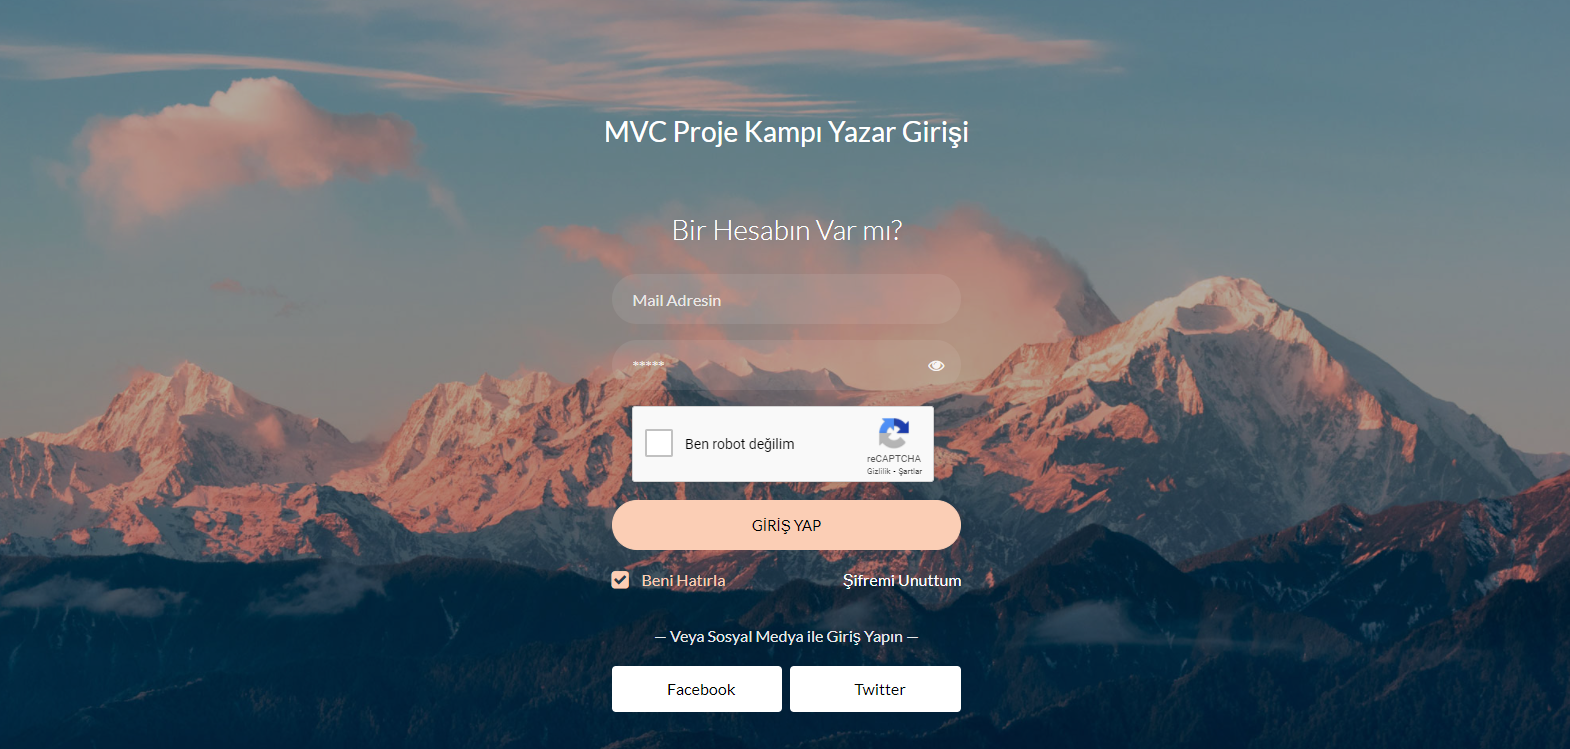 MVC Proje Kampı Yazar Girişi
Bir Hesabın Var mı?
Mail Adresin
*****
Ben robot değilim
reCAPTCHA
Gizlilik - Şartlar
GİRİŞ YAP
Beni Hatırla
Şifremi Unuttum
— Veya Sosyal Medya ile Giriş Yapın —
Facebook
Twitter